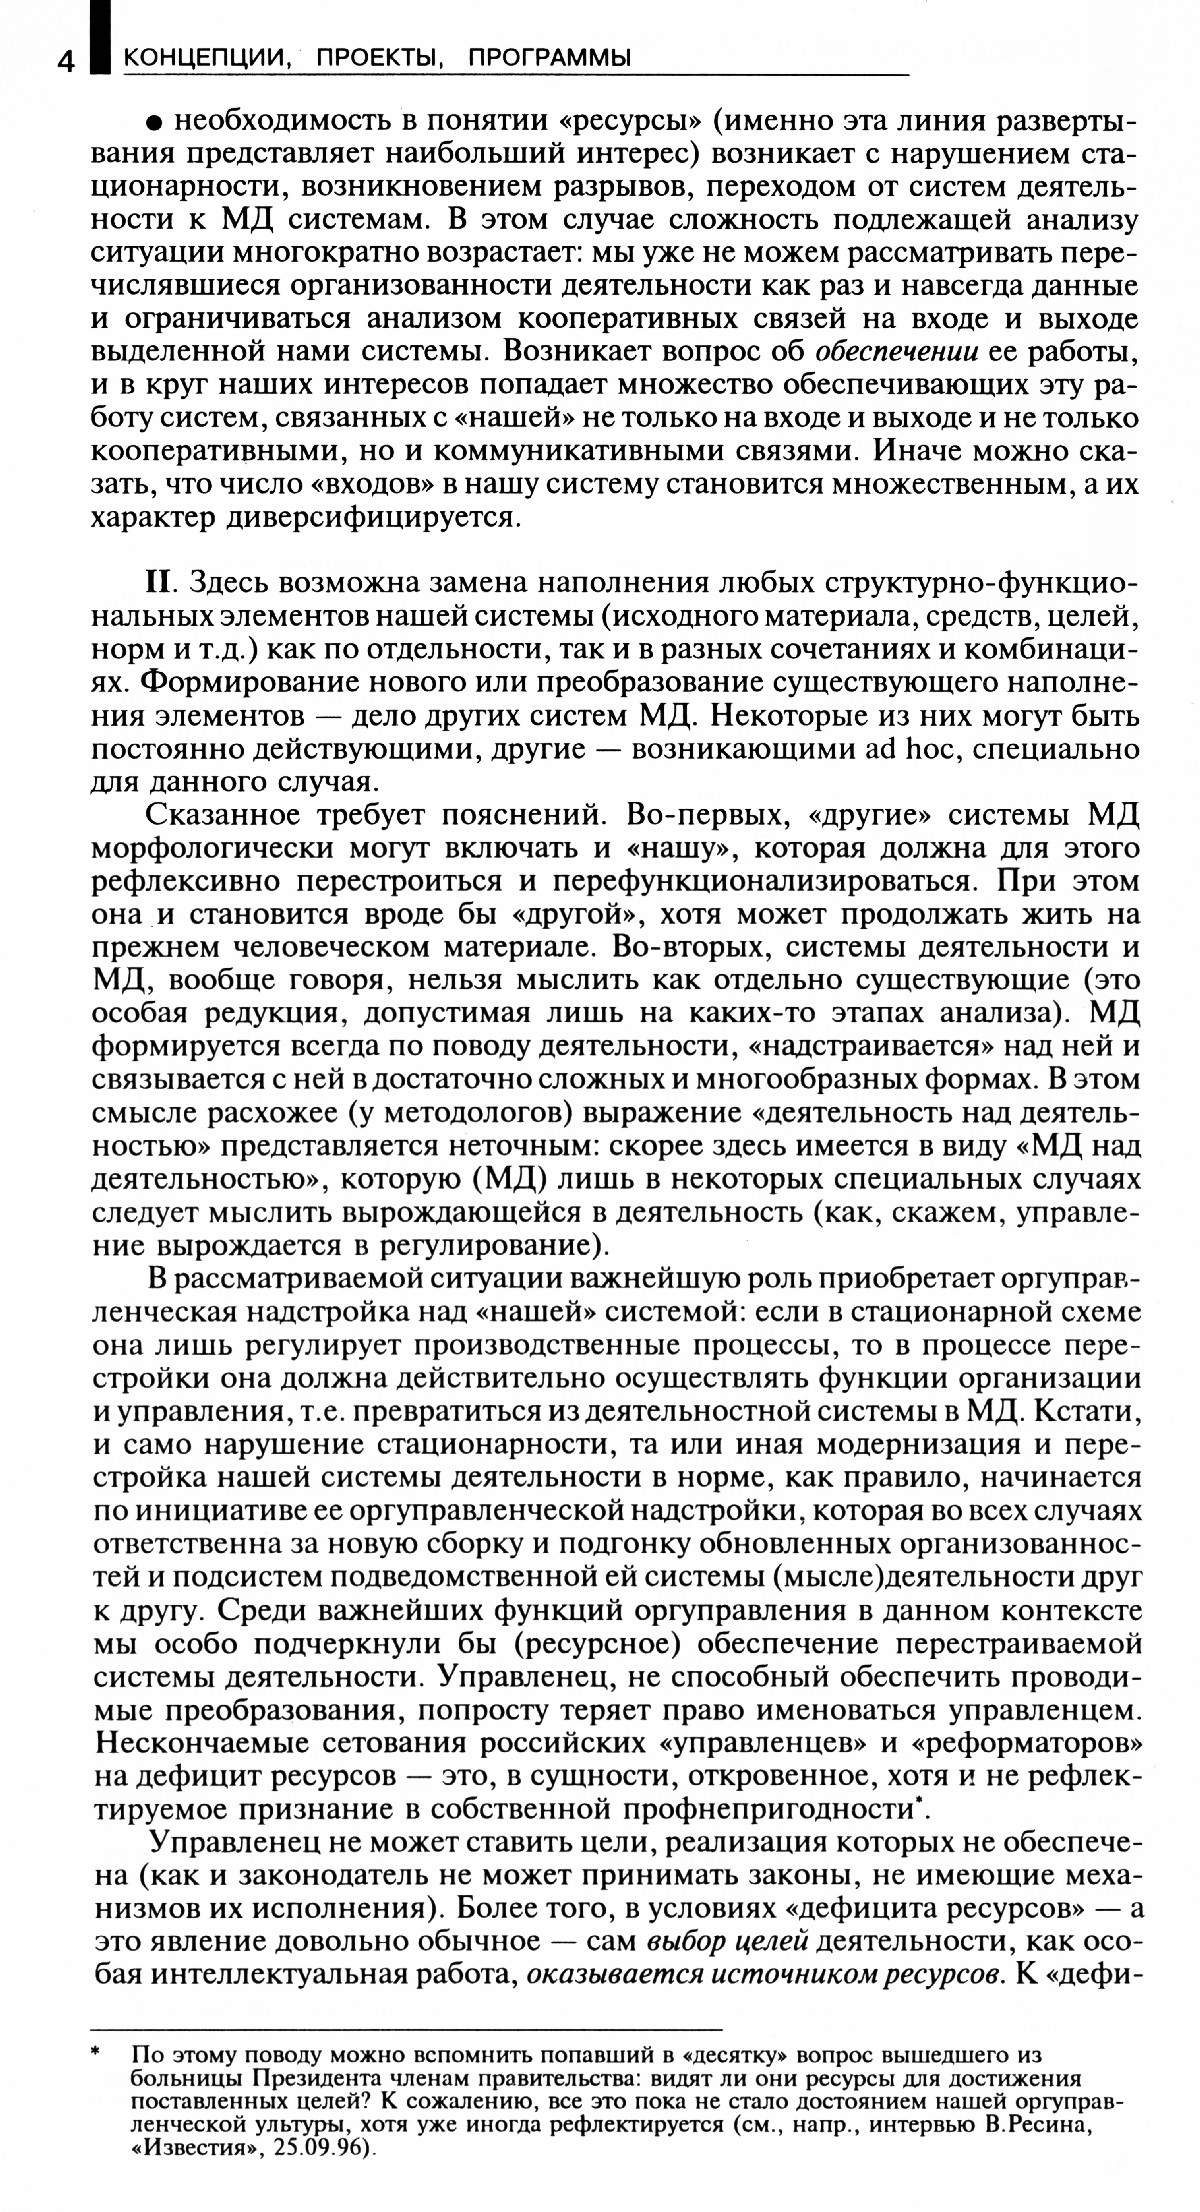 4 КОНЦЕПЦИИ, ПРОЕКТЫ, ПРОГРАММЫ
• необходимость в понятии «ресурсы» (именно эта линия разверты-
вания представляет наибольший интерес) возникает с нарушением ста-
ционарности, возникновением разрывов, переходом от систем деятель-
ности к МД системам. В этом случае сложность подлежащей анализу
ситуации многократно возрастает: мы уже не можем рассматривать пере-
числявшиеся организованности деятельности как раз и навсегда данные
и ограничиваться анализом кооперативных связей на входе и выходе
выделенной нами системы. Возникает вопрос об обеспечении ее работы,
и в круг наших интересов попадает множество обеспечивающих эту ра-
боту систем, связанных с «нашей» не только на входе и выходе и не только
кооперативными, но и коммуникативными связями. Иначе можно ска-
зать, что число «входов» в нашу систему становится множественным, а их
характер диверсифицируется.
II. Здесь возможна замена наполнения любых структурно-функцио-
нальных элементов нашей системы (исходного материала, средств, целей,
норм и т.д.) как по отдельности, так и в разных сочетаниях и комбинаци-
ях. Формирование нового или преобразование существующего наполне-
ния элементов — дело других систем МД. Некоторые из них могут быть
постоянно действующими, другие — возникающими ad hoc, специально
для данного случая.
Сказанное требует пояснений. Во-первых, «другие» системы МД
морфологически могут включать и «нашу», которая должна для этого
рефлексивно перестроиться и перефункционализироваться. При этом
она и становится вроде бы «другой», хотя может продолжать жить на
прежнем человеческом материале. Во-вторых, системы деятельности и
МД, вообще говоря, нельзя мыслить как отдельно существующие (это
особая редукция, допустимая лишь на каких-то этапах анализа). МД
формируется всегда по поводу деятельности, «надстраивается» над ней и
связывается с ней в достаточно сложных и многообразных формах. В этом
смысле расхожее (у методологов) выражение «деятельность над деятель-
ностью» представляется неточным: скорее здесь имеется в виду «МД над
деятельностью», которую (МД) лишь в некоторых специальных случаях
следует мыслить вырождающейся в деятельность (как, скажем, управле-
ние вырождается в регулирование).
В рассматриваемой ситуации важнейшую роль приобретает оргуправ-
ленческая надстройка над «нашей» системой: если в стационарной схеме
она лишь регулирует производственные процессы, то в процессе пере-
стройки она должна действительно осуществлять функции организации
и управления, т.е. превратиться из деятельностной системы в МД. Кстати,
и само нарушение стационарности, та или иная модернизация и пере-
стройка нашей системы деятельности в норме, как правило, начинается
по инициативе ее оргуправленческой надстройки, которая во всех случаях
ответственна за новую сборку и подгонку обновленных организованнос-
тей и подсистем подведомственной ей системы (мысле)деятельности друг
к другу. Среди важнейших функций оргуправления в данном контексте
мы особо подчеркнули бы (ресурсное) обеспечение перестраиваемой
системы деятельности. Управленец, не способный обеспечить проводи-
мые преобразования, попросту теряет право именоваться управленцем.
Нескончаемые сетования российских «управленцев» и «реформаторов»
на дефицит ресурсов — это, в сущности, откровенное, хотя и не рефлек-
тируемое признание в собственной профнепригодности*.
Управленец не может ставить цели, реализация которых не обеспече-
на (как и законодатель не может принимать законы, не имеющие меха-
низмов их исполнения). Более того, в условиях «дефицита ресурсов» — а
это явление довольно обычное — сам выбор целей деятельности, как осо-
бая интеллектуальная работа, оказывается источником ресурсов. К «дефи-
* По этому поводу можно вспомнить попавший в «десятку» вопрос вышедшего из
больницы Президента членам правительства: видят ли они ресурсы для достижения
поставленных целей? К сожалению, все это пока не стало достоянием нашей оргуправ-
ленческой ультуры, хотя уже иногда рефлектируется (см., напр., интервью В.Ресина,
«Известия», 25.09.96).